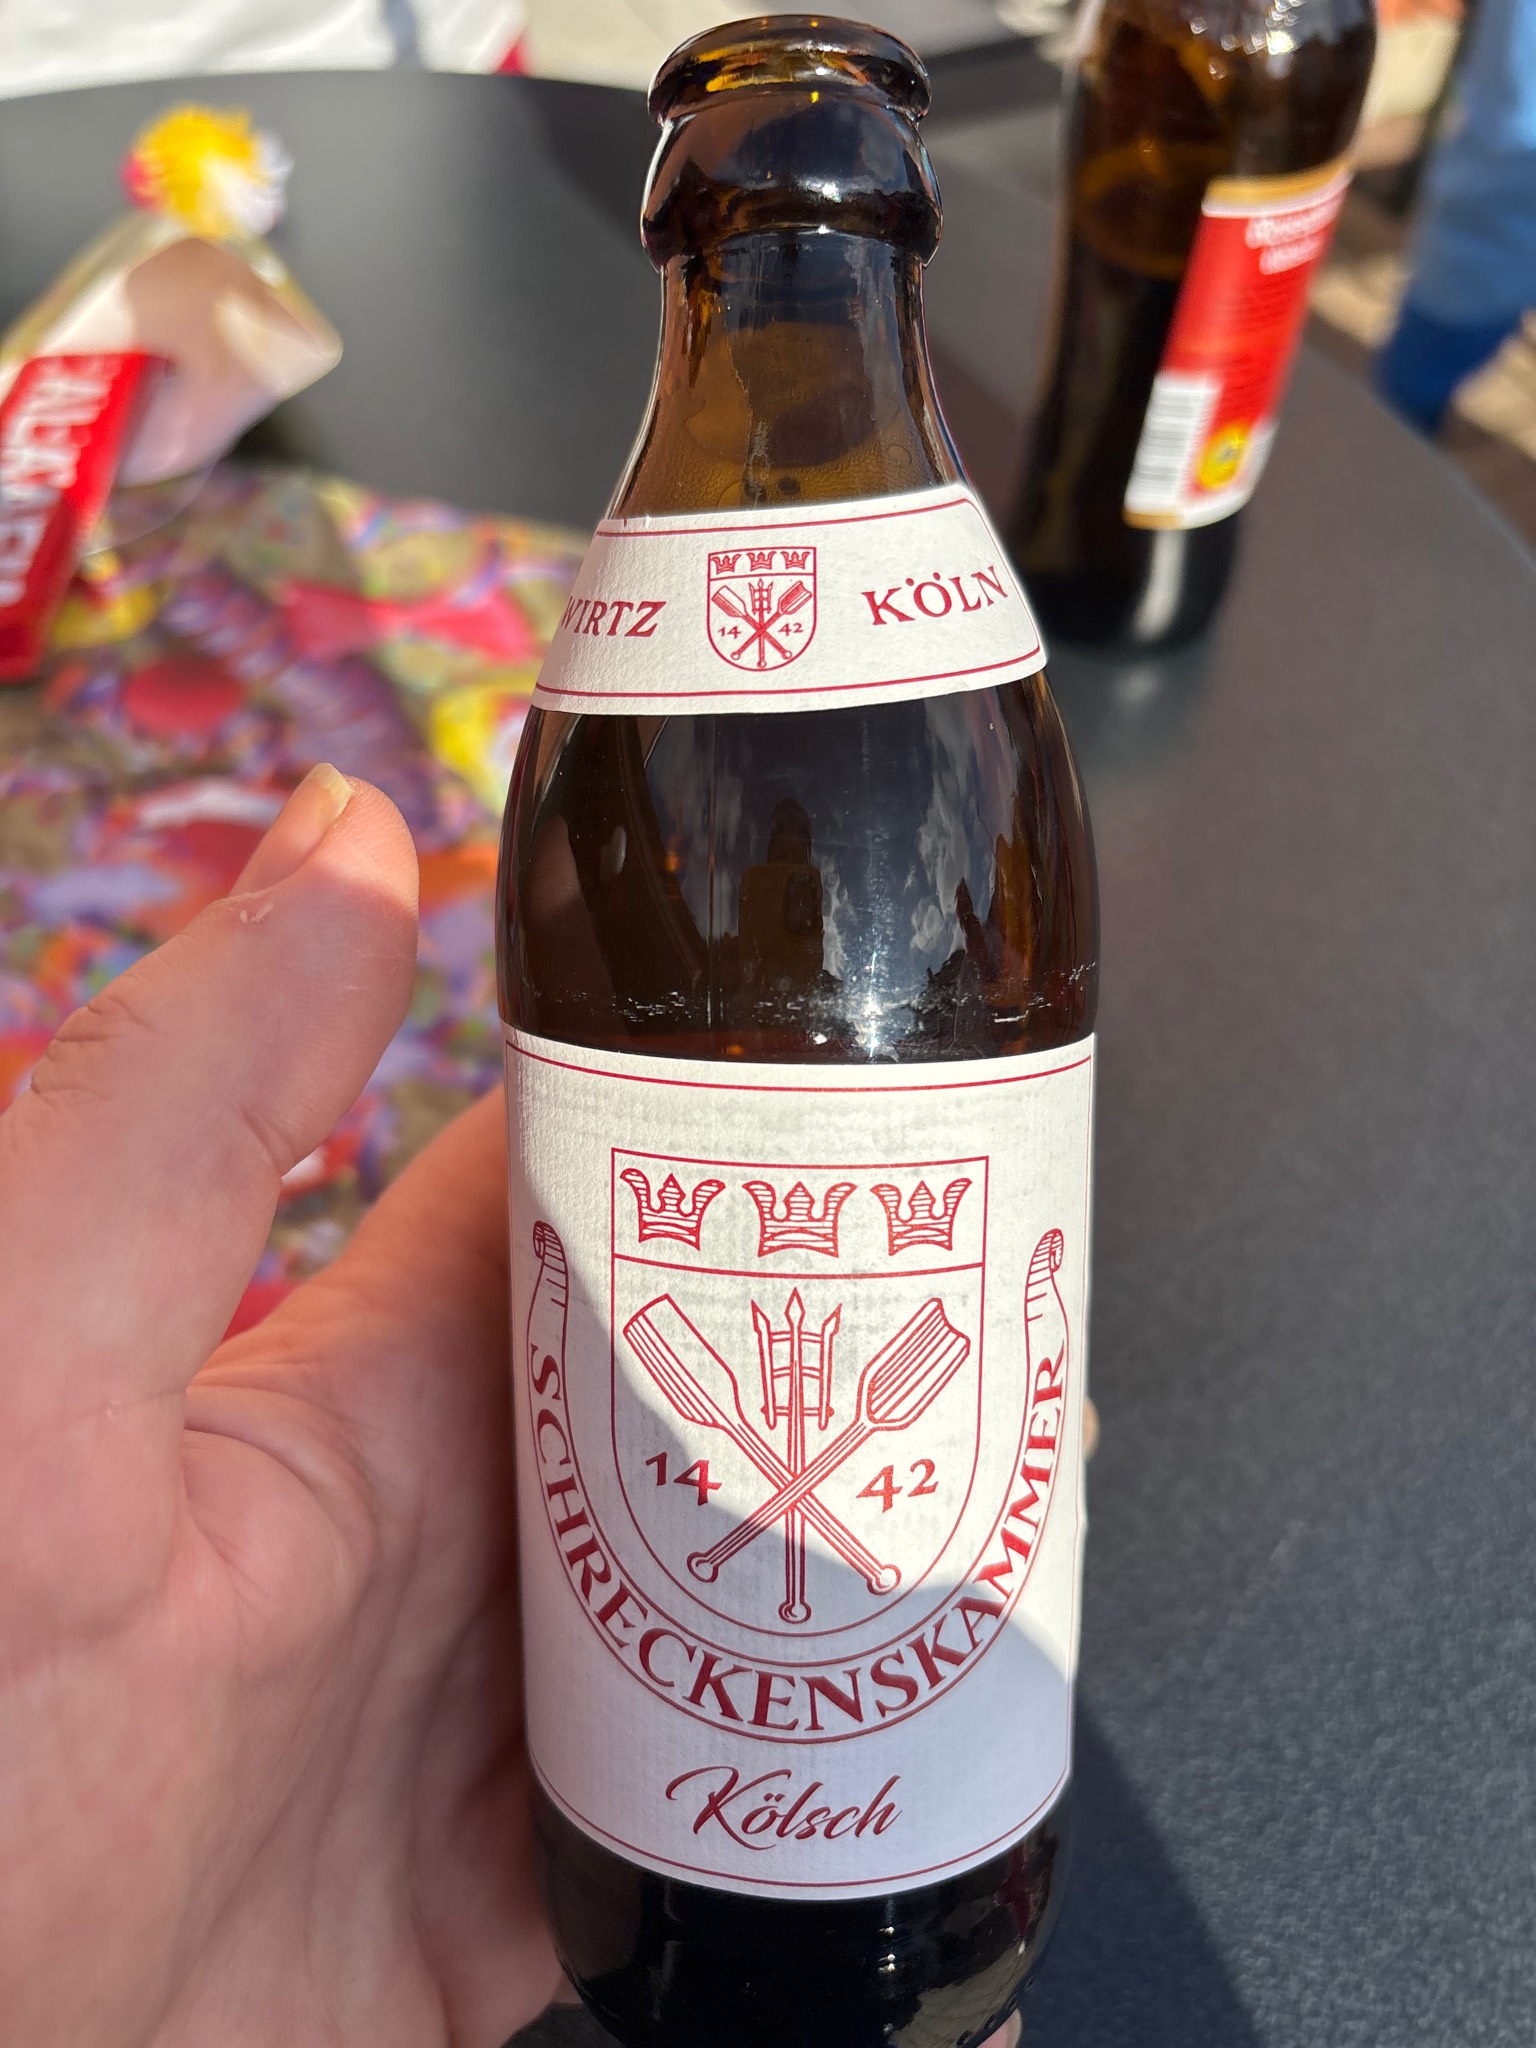 WIRTZ
KÖLN
14 42
14 42
SCHRECKENSKAMMER
Kölsch